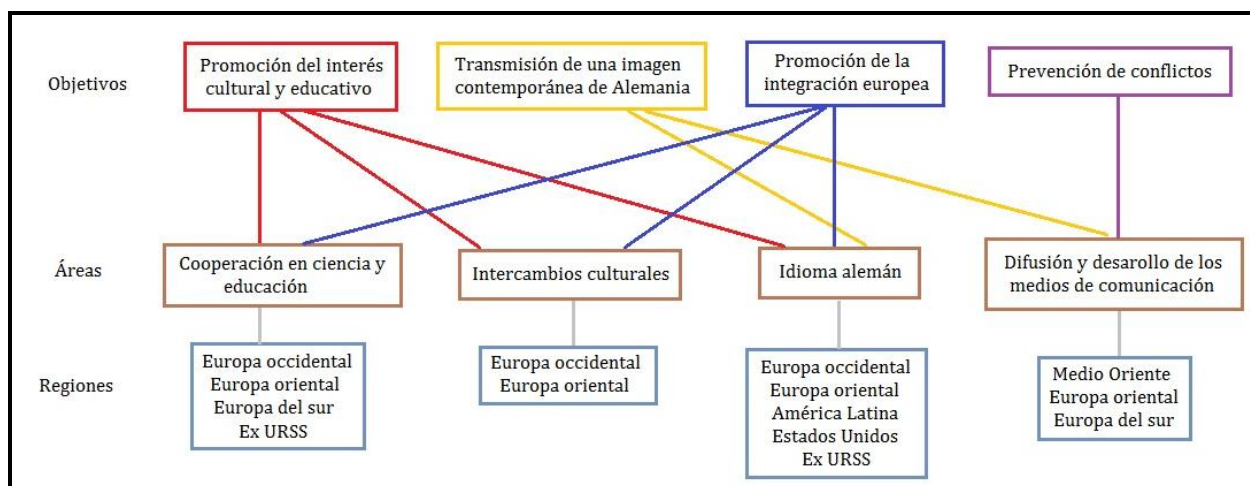 Objetivos
Promoción del interés
cultural y educativo
Transmisión de una imagen
contemporánea de Alemania
Promoción de la
integración europea
Prevención de conflictos
Áreas
Cooperación en ciencia y
educación
Intercambios culturales
Idioma alemán
Difusión y desarollo de los
medios de comunicación
Regiones
Europa occidental
Europa oriental
Europa del sur
Ex URSS
Europa occidental
Europa oriental
Europa occidental
Europa oriental
América Latina
Estados Unidos
Ex URSS
Medio Oriente
Europa oriental
Europa del sur